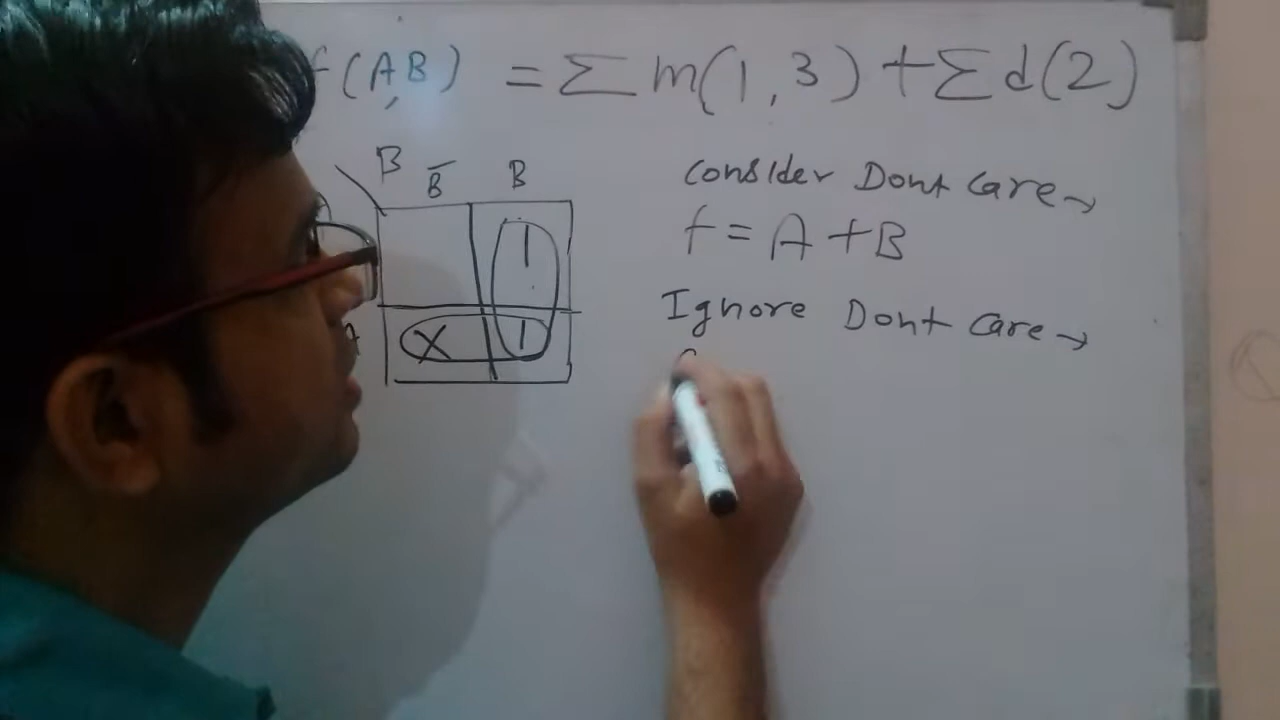 f(A,B) = Σm(1,3)+Σd(2)
B
B̅ B
1
A X 1
Consider Dont Care→
f = A+B
Ignore Dont Care→